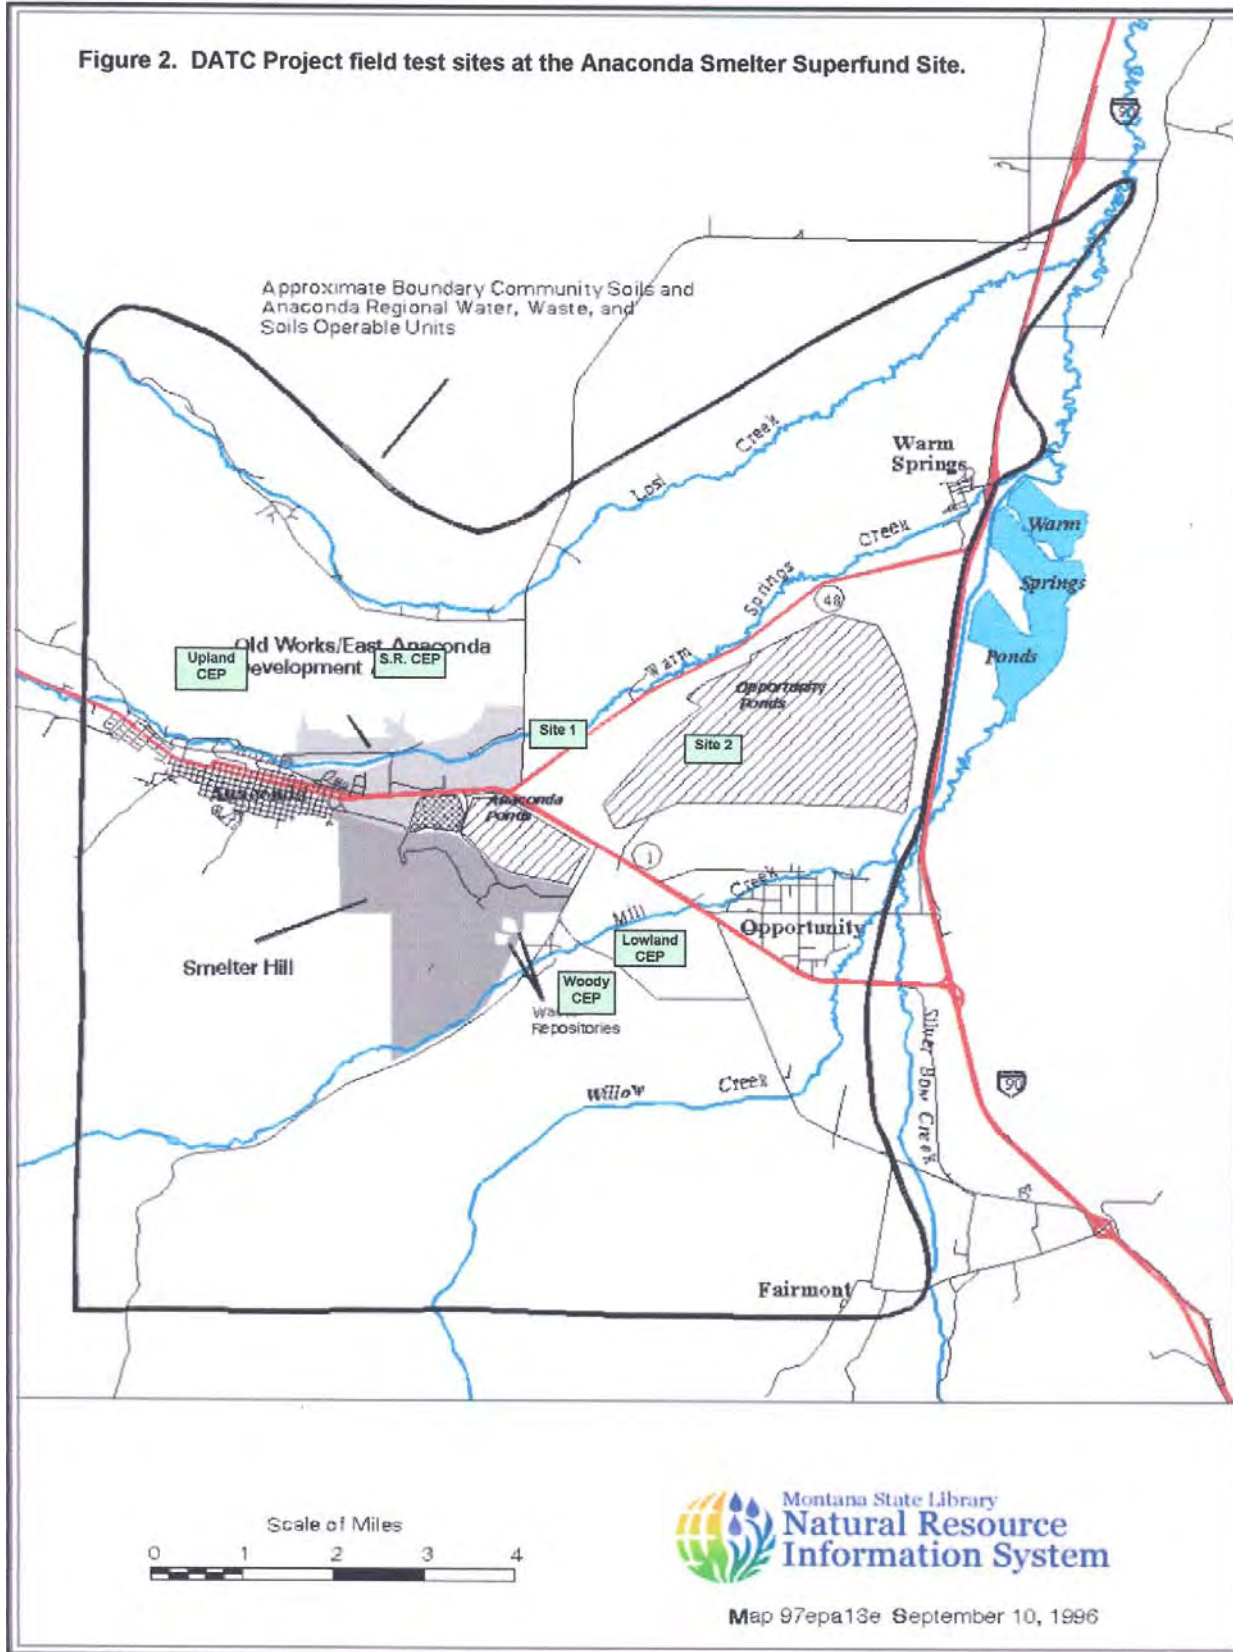 Figure 2. DATC Project field test sites at the Anaconda Smelter Superfund Site.
Approximate Boundary Community Soils and
Anaconda Regional Water, Waste, and
Soils Operable Units
Lost Creek
Warm
Springs
Warm Springs Creek
Warm
Springs
Ponds
48
Old Works/East Anaconda
Development
Upland
CEP
S.R. CEP
Opportunity
Ponds
Site 1
Site 2
Anaconda
Ponds
1
Mill Creek
Opportunity
Lowland
CEP
Smelter Hill
Woody
CEP
Waste
Repositories
Willow Creek
Silver Bow Creek
90
Fairmont
Scale of Miles
0 1 2 3 4
Montana State Library
Natural Resource
Information System
Map 97epa13e September 10, 1996